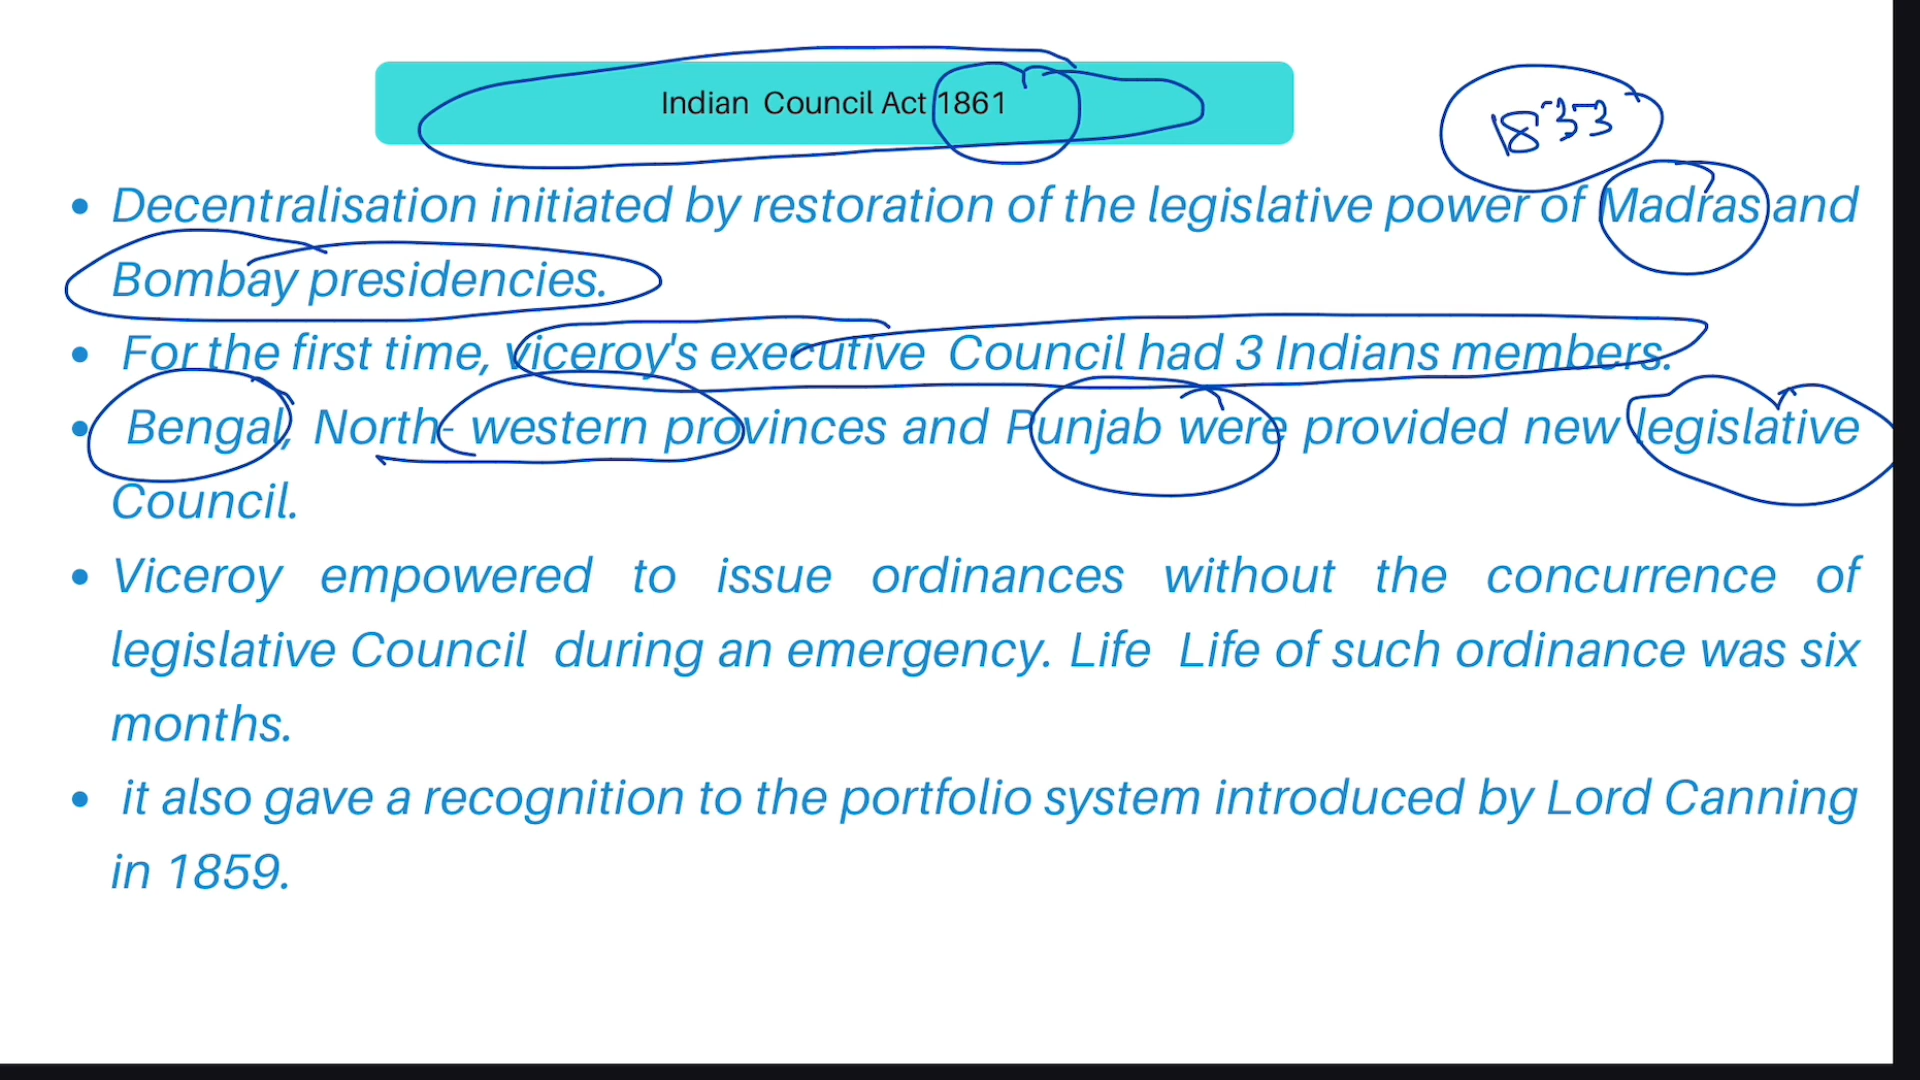 Indian Council Act 1861
1833
Decentralisation initiated by restoration of the legislative power of Madras and
Bombay presidencies.
For the first time, viceroy's executive Council had 3 Indians members.
Bengal, North- western provinces and Punjab were provided new legislative
Council.
Viceroy empowered to issue ordinances without the concurrence of
legislative Council during an emergency. Life Life of such ordinance was six
months.
it also gave a recognition to the portfolio system introduced by Lord Canning
in 1859.